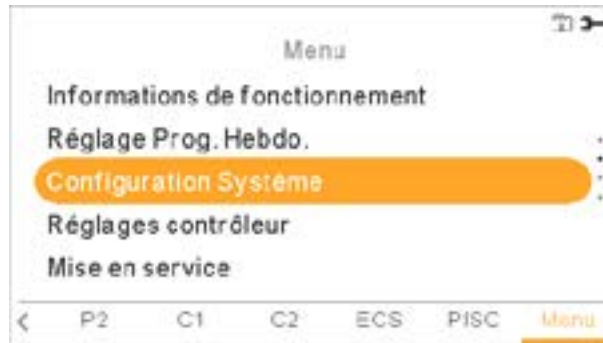 Menu
Informations de fonctionnement
Réglage Prog. Hebdo.
Configuration Système
Réglages contrôleur
Mise en service
< P2 C1 C2 ECS PISC Menu